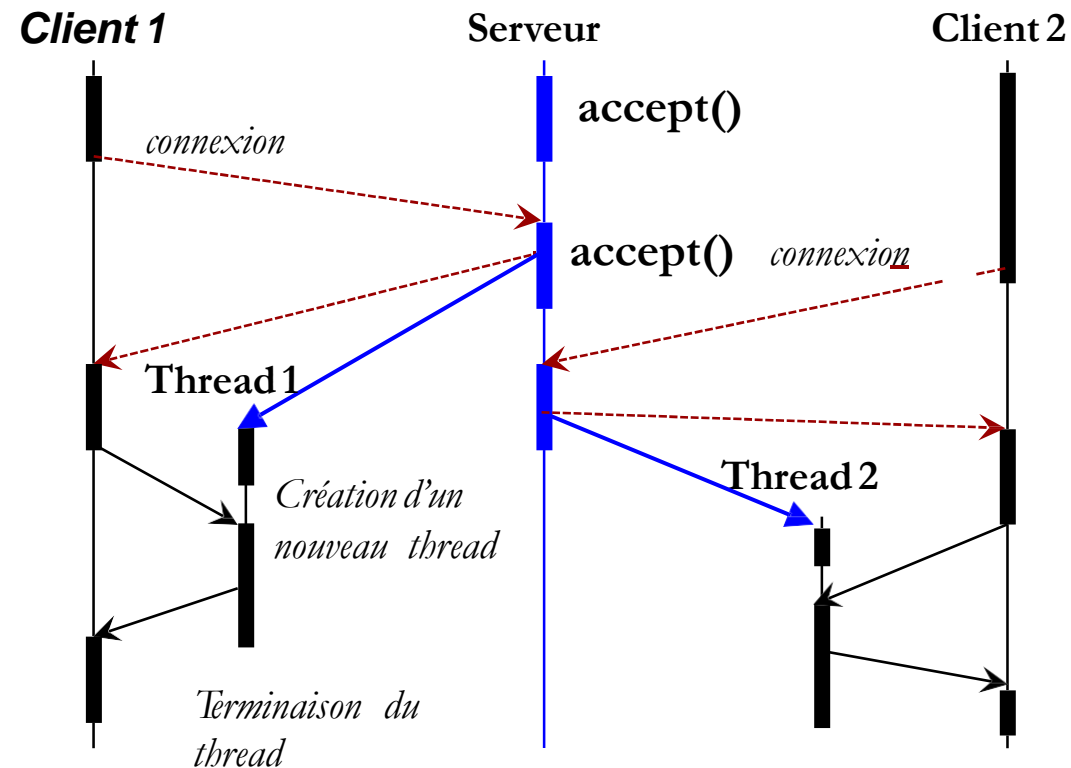 Client 1
Serveur
Client 2
accept()
connexion
accept()
connexion
Thread 1
Thread 2
Création d'un
nouveau thread
Terminaison du
thread